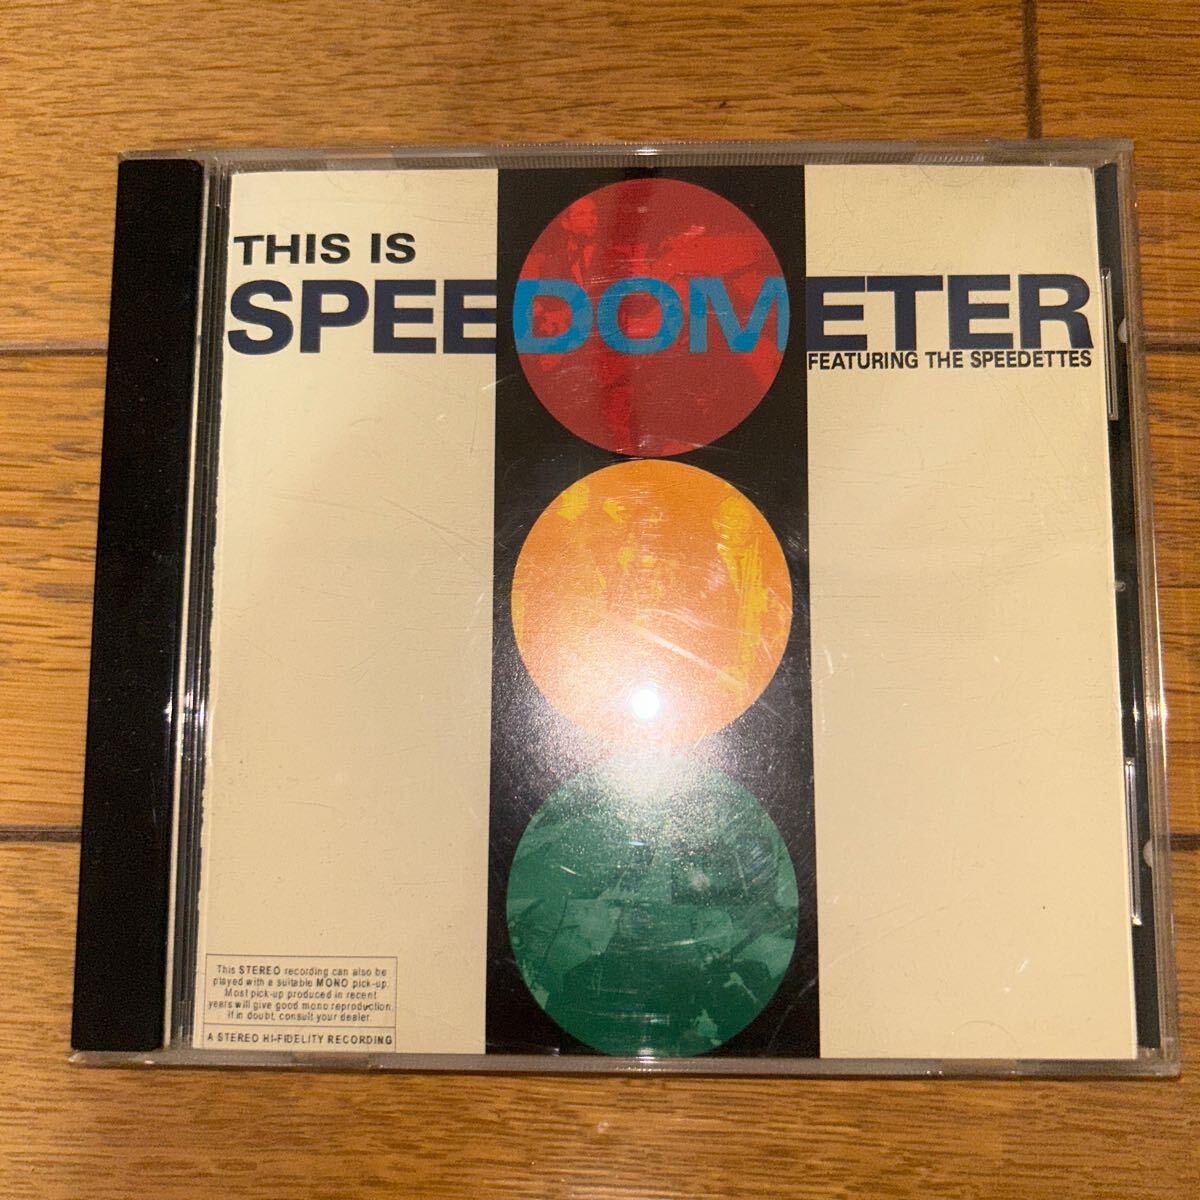 THIS IS
SPEEDOMETER
FEATURING THE SPEEDETTES
This STEREO recording can also be
played with a suitable MONO pick-up.
Most pick-up produced in recent
years will give good mono reproduction.
If in doubt, consult your dealer.
A STEREO HI-FIDELITY RECORDING